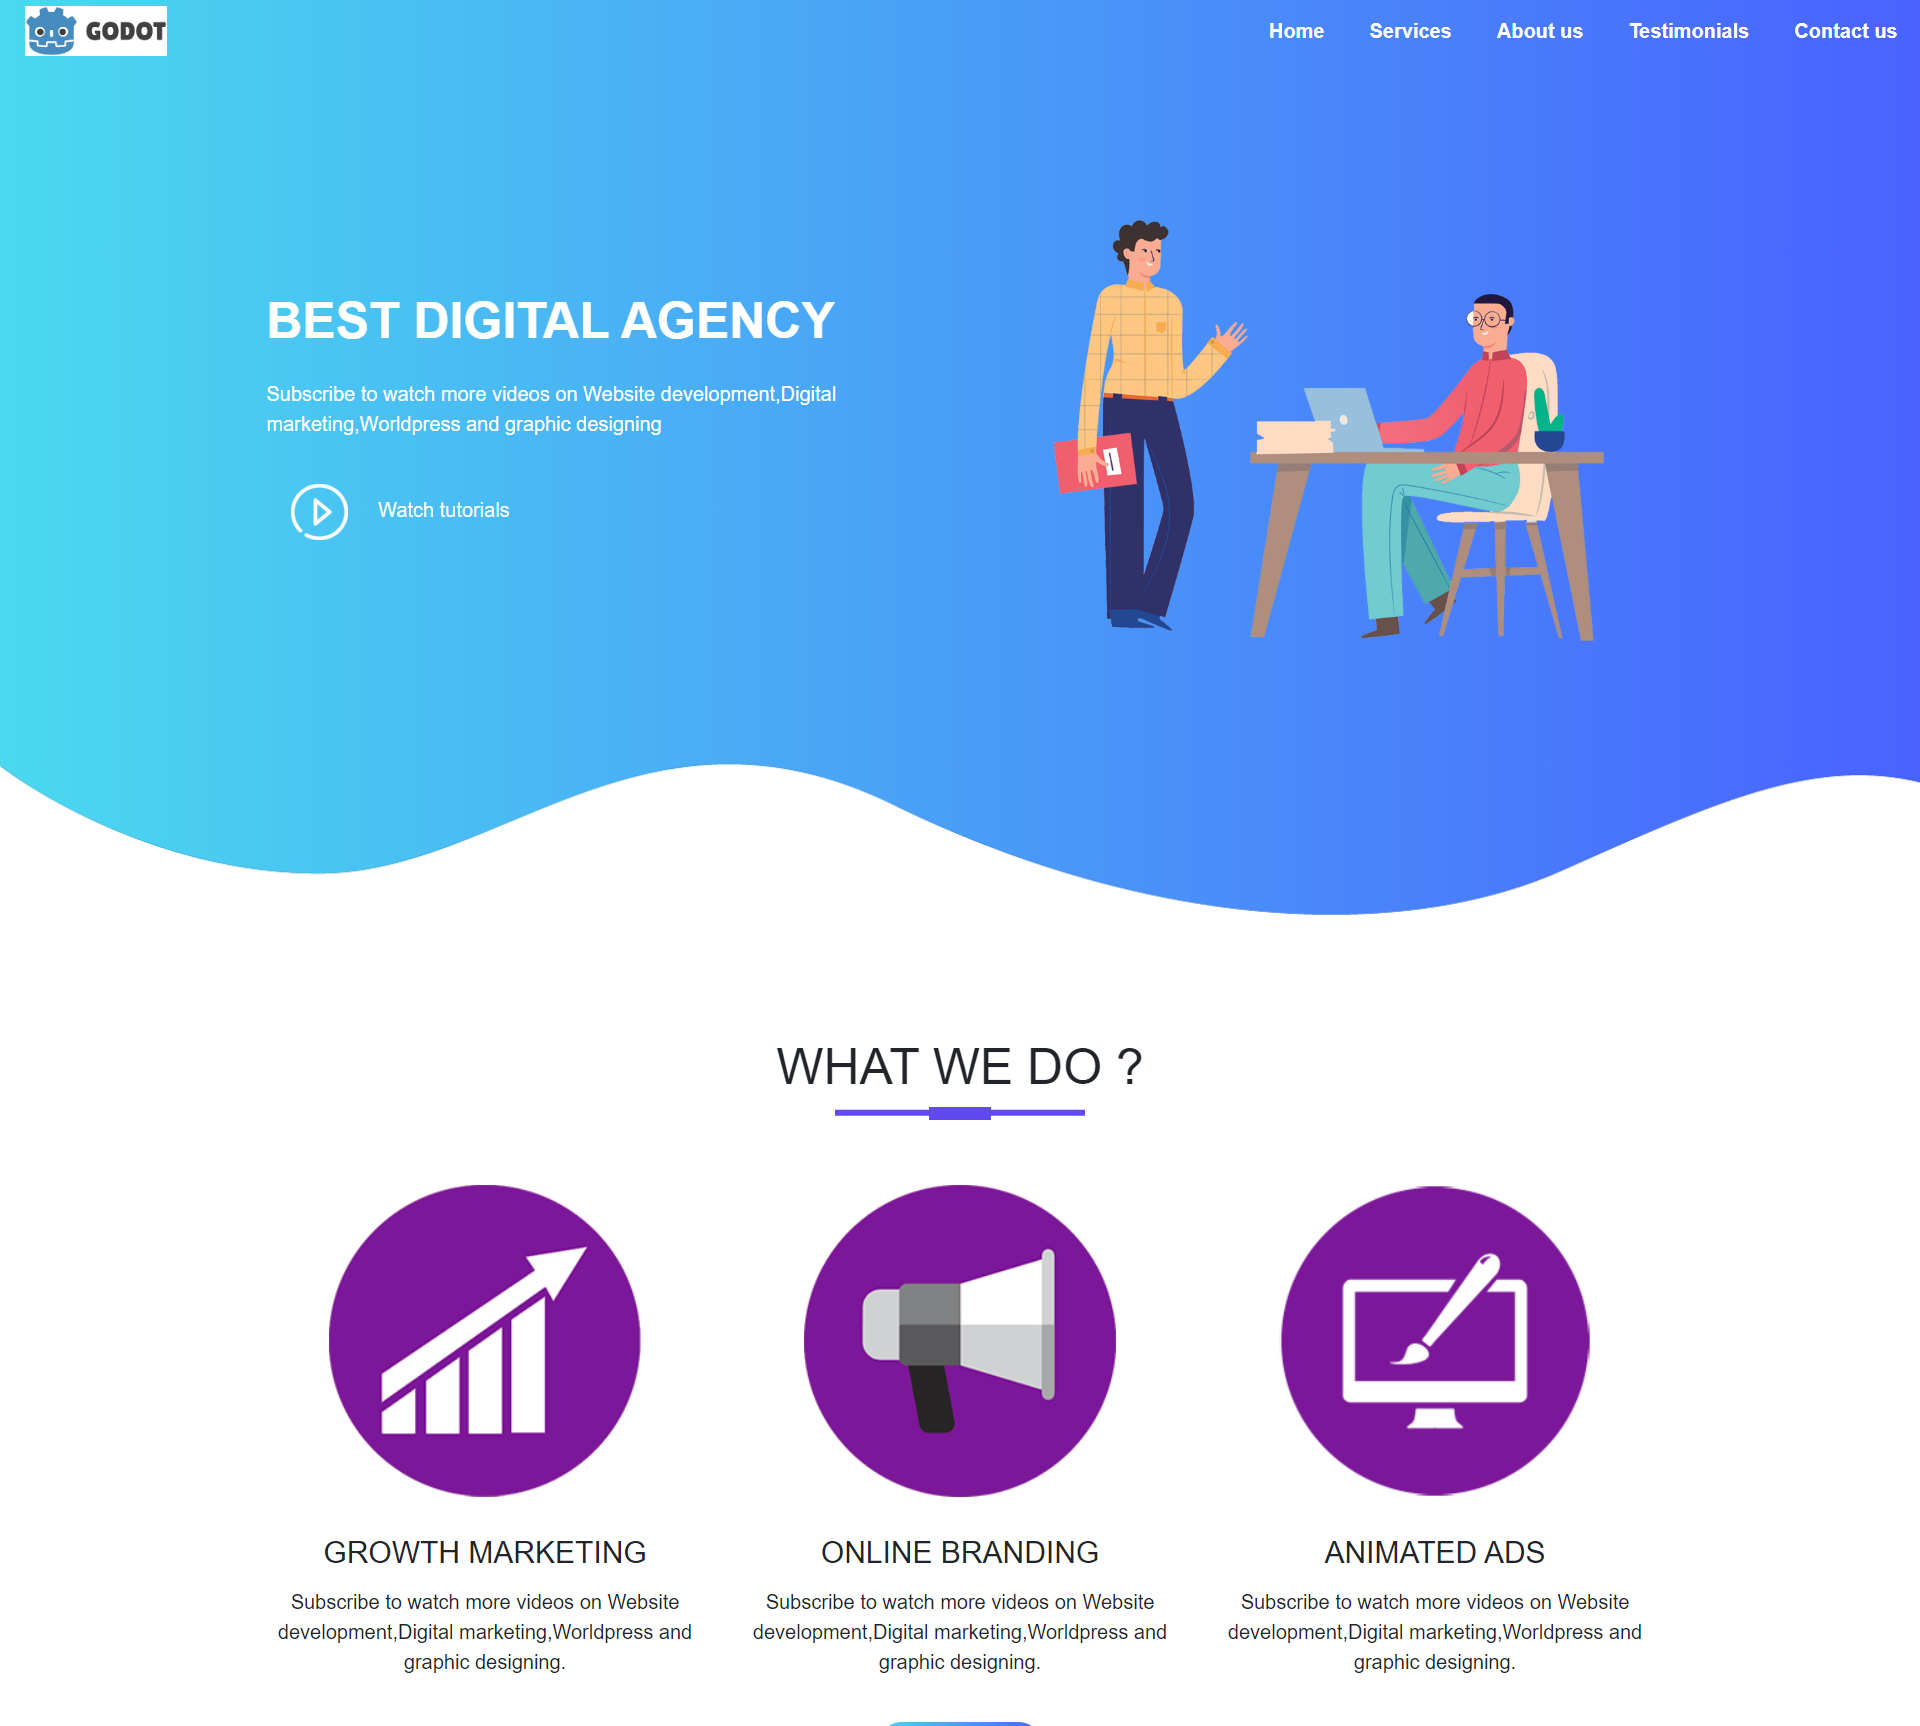 GODOT
Home Services About us Testimonials Contact us
BEST DIGITAL AGENCY
Subscribe to watch more videos on Website development,Digital
marketing,Worldpress and graphic designing
Watch tutorials
WHAT WE DO ?
GROWTH MARKETING
Subscribe to watch more videos on Website
development,Digital marketing,Worldpress and
graphic designing.
ONLINE BRANDING
Subscribe to watch more videos on Website
development,Digital marketing,Worldpress and
graphic designing.
ANIMATED ADS
Subscribe to watch more videos on Website
development,Digital marketing,Worldpress and
graphic designing.